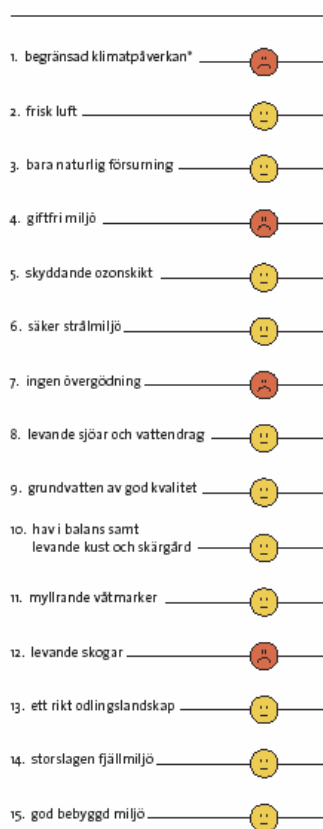 1. begränsad klimatpåverkan*
2. frisk luft
3. bara naturlig försurning
4. giftfri miljö
5. skyddande ozonskikt
6. säker strålmiljö
7. ingen övergödning
8. levande sjöar och vattendrag
9. grundvatten av god kvalitet
10. hav i balans samt
levande kust och skärgård
11. myllrande våtmarker
12. levande skogar
13. ett rikt odlingslandskap
14. storslagen fjällmiljö
15. god bebyggd miljö